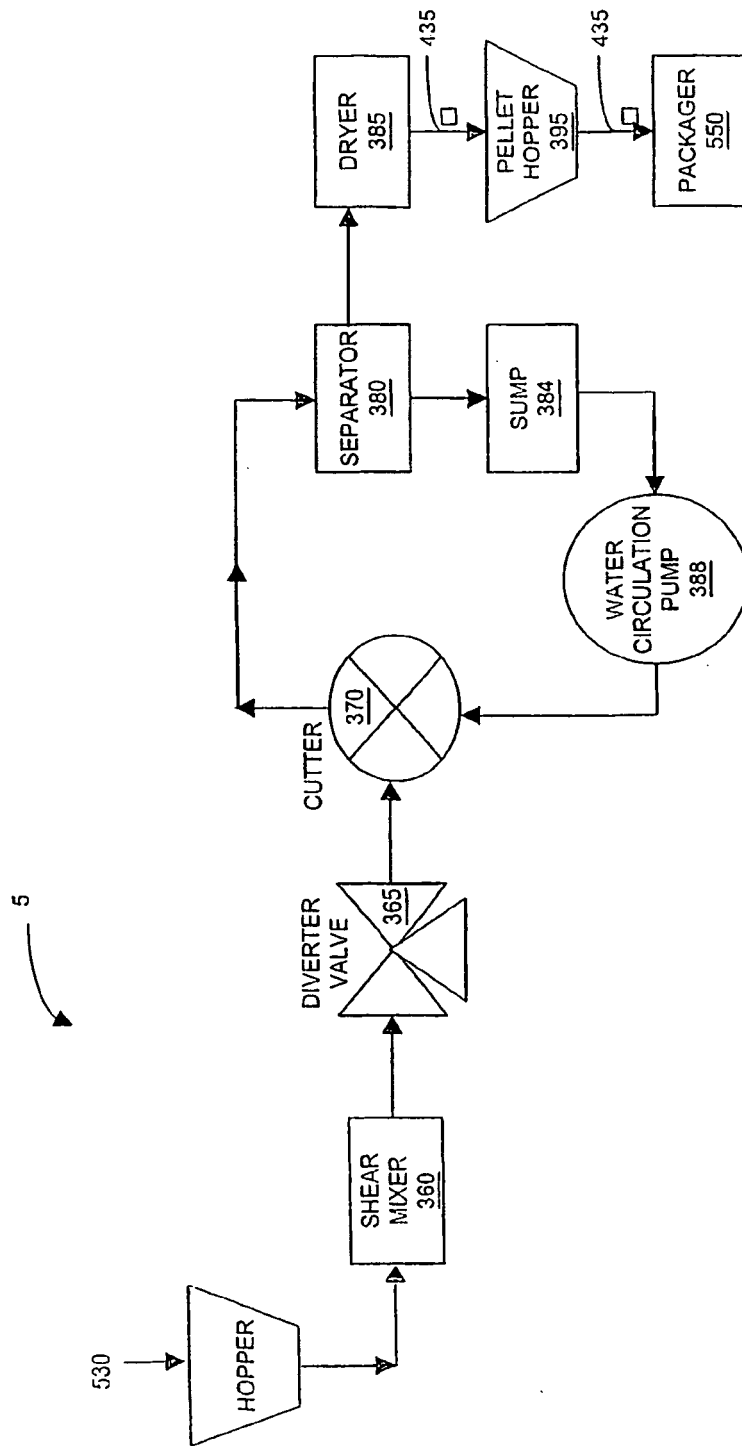 5
530
HOPPER
SHEAR
MIXER
360
DIVERTER
VALVE
365
CUTTER
370
SEPARATOR
380
SUMP
384
WATER
CIRCULATION
PUMP
388
DRYER
385
435
PELLET
HOPPER
395
435
PACKAGER
550